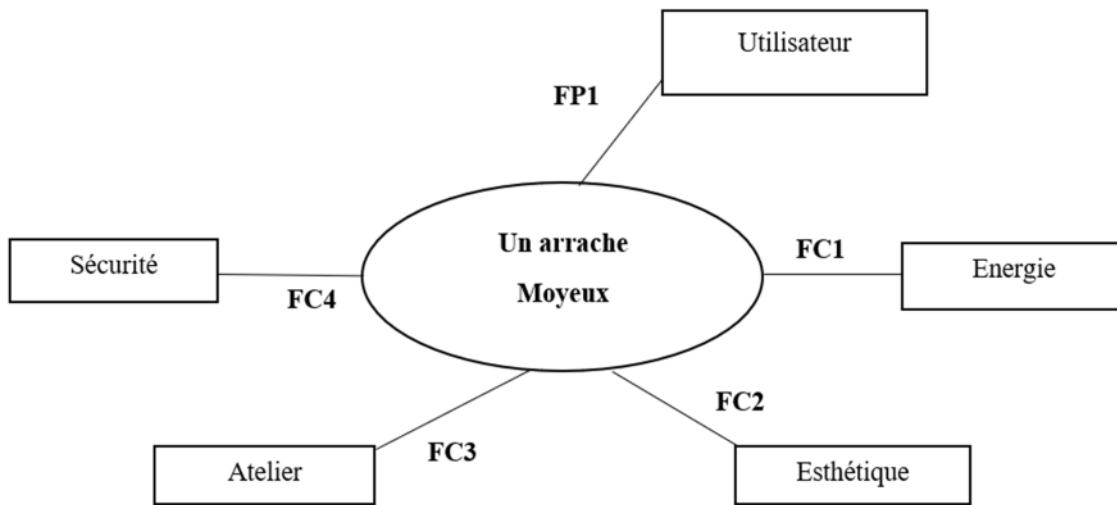 Utilisateur
FP1
Un arrache
Moyeux
FC1
Energie
Sécurité
FC4
FC2
FC3
Atelier
Esthétique